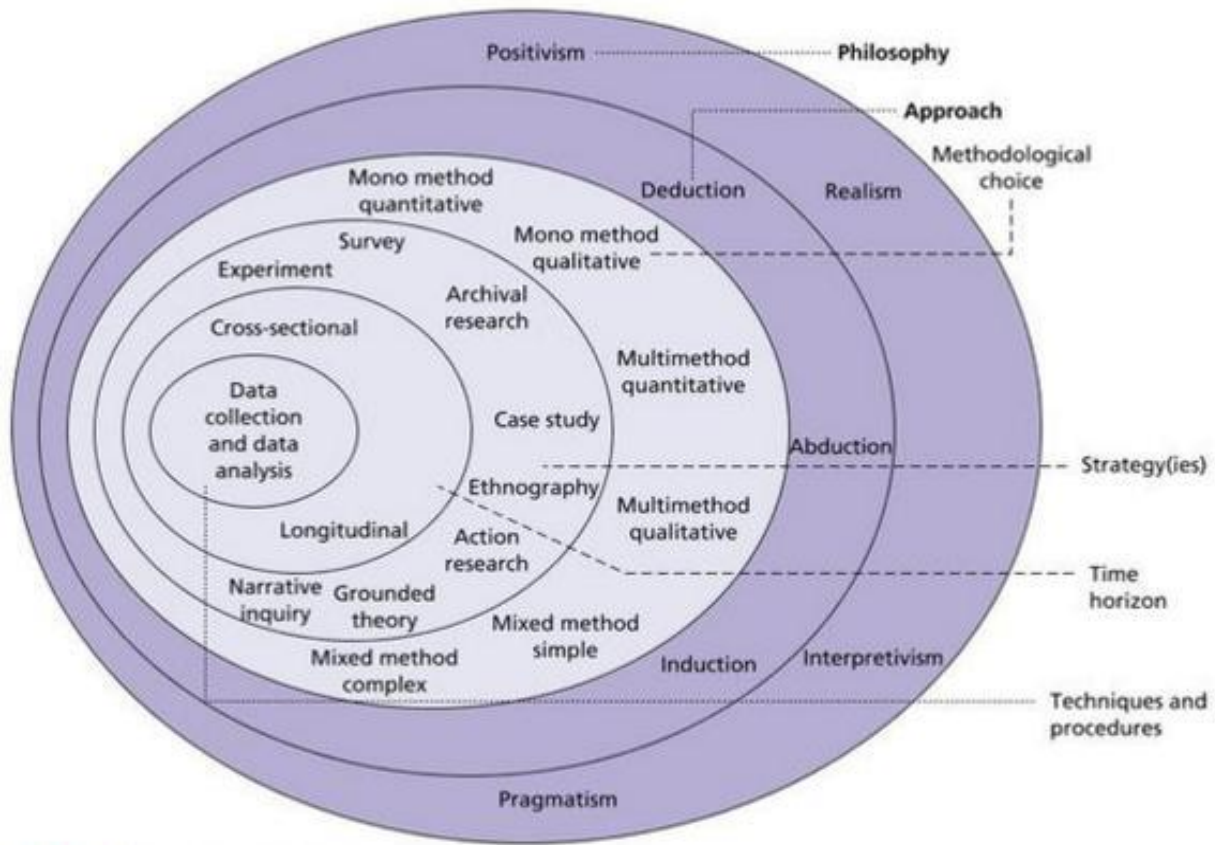 Positivism
Philosophy
Approach
Methodological
choice
Deduction
Realism
Mono method
quantitative
Mono method
qualitative
Survey
Experiment
Archival
research
Cross-sectional
Multimethod
quantitative
Data
collection
and data
analysis
Case study
Abduction
Strategy(ies)
Ethnography
Multimethod
qualitative
Longitudinal
Action
research
Time
horizon
Narrative
inquiry
Grounded
theory
Mixed method
simple
Mixed method
complex
Induction
Interpretivism
Techniques and
procedures
Pragmatism